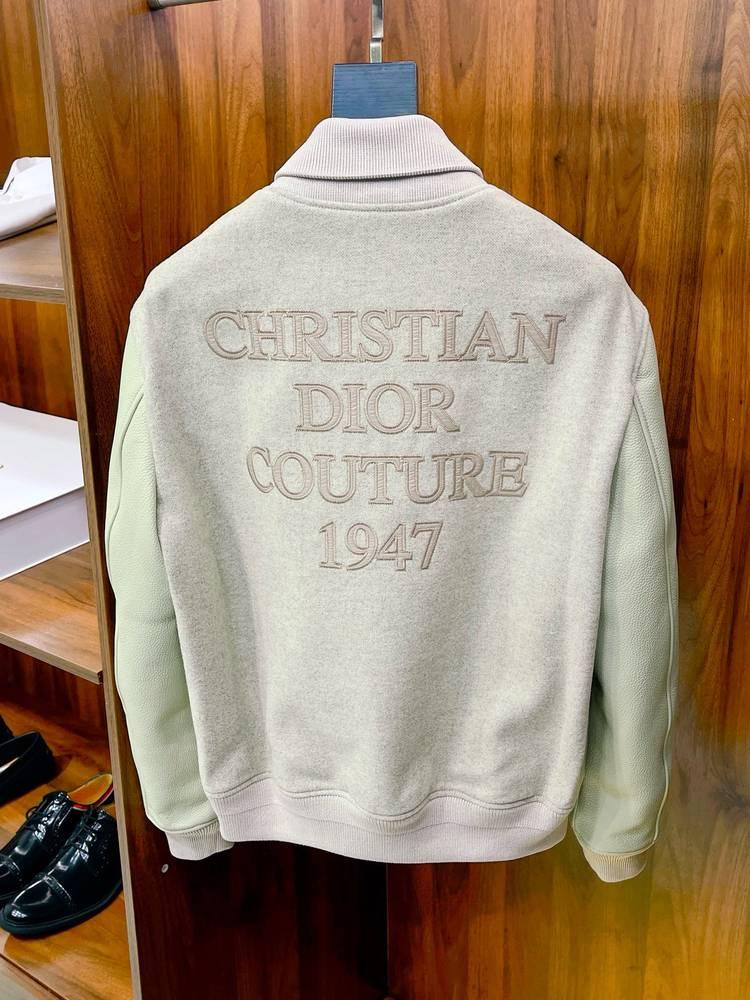 CHRISTIAN
DIOR
COUTURE
1947